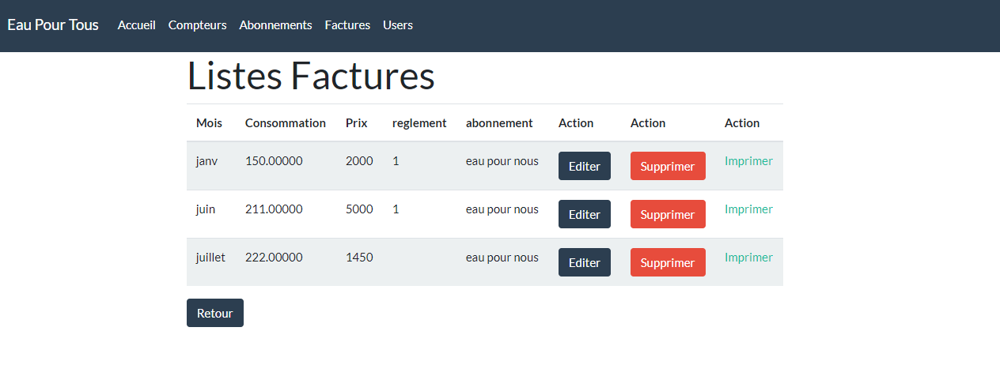 Eau Pour Tous Accueil Compteurs Abonnements Factures Users
Listes Factures
Mois Consommation Prix reglement abonnement Action Action Action
janv 150.00000 2000 1 eau pour nous Editer Supprimer Imprimer
juin 211.00000 5000 1 eau pour nous Editer Supprimer Imprimer
juillet 222.00000 1450 eau pour nous Editer Supprimer Imprimer
Retour